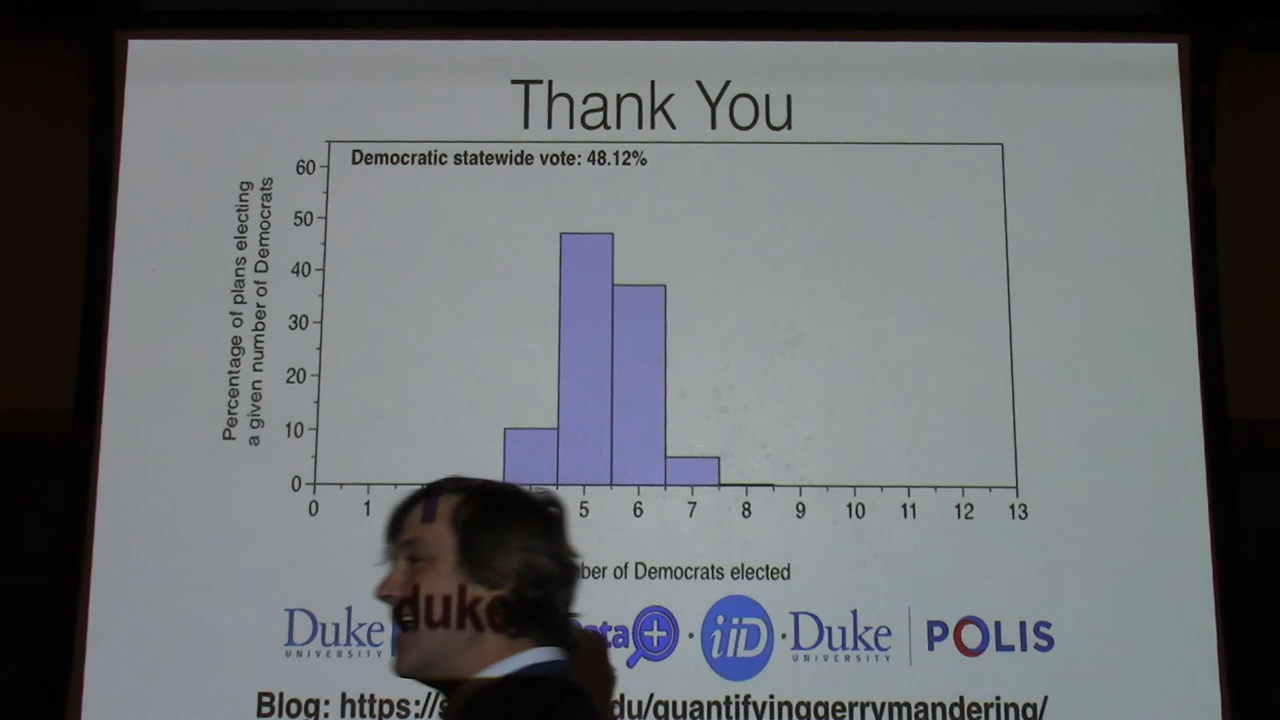 Thank You
Democratic statewide vote: 48.12%
Percentage of plans electing
a given number of Democrats
60
50
40
30
20
10
0
0 1 5 6 7 8 9 10 11 12 13
of Democrats elected
Duke iiD Duke POLIS
UNIVERSITY UNIVERSITY
duke
Blog: https://s du/quantifyinggerrymandering/